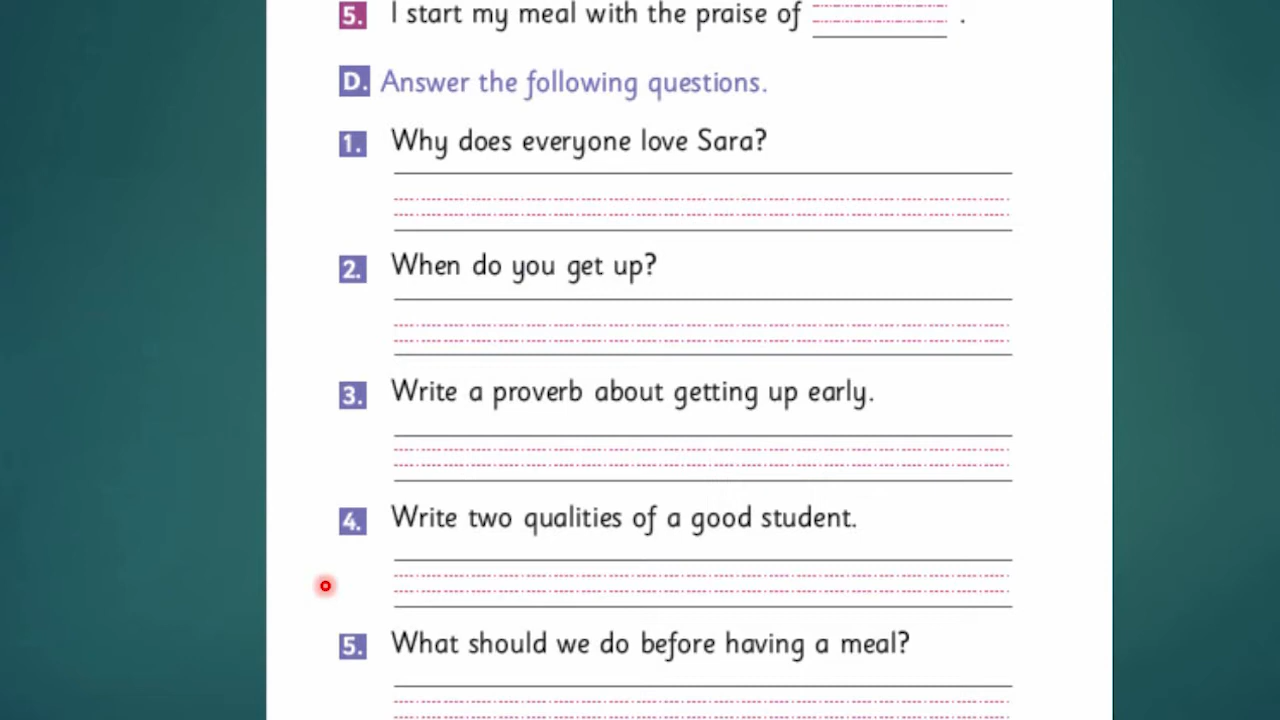 5. I start my meal with the praise of .
D. Answer the following questions.
1. Why does everyone love Sara?
2. When do you get up?
3. Write a proverb about getting up early.
4. Write two qualities of a good student.
5. What should we do before having a meal?